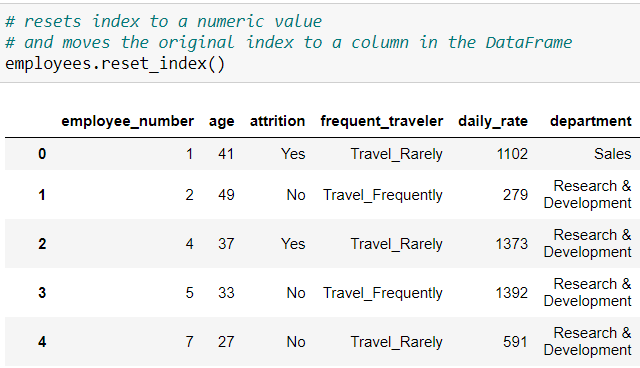 # resets index to a numeric value
# and moves the original index to a column in the DataFrame
employees.reset_index()
employee_number age attrition frequent_traveler daily_rate department
0 1 41 Yes Travel_Rarely 1102 Sales
1 2 49 No Travel_Frequently 279 Research &
Development
2 4 37 Yes Travel_Rarely 1373 Research &
Development
3 5 33 No Travel_Frequently 1392 Research &
Development
4 7 27 No Travel_Rarely 591 Research &
Development